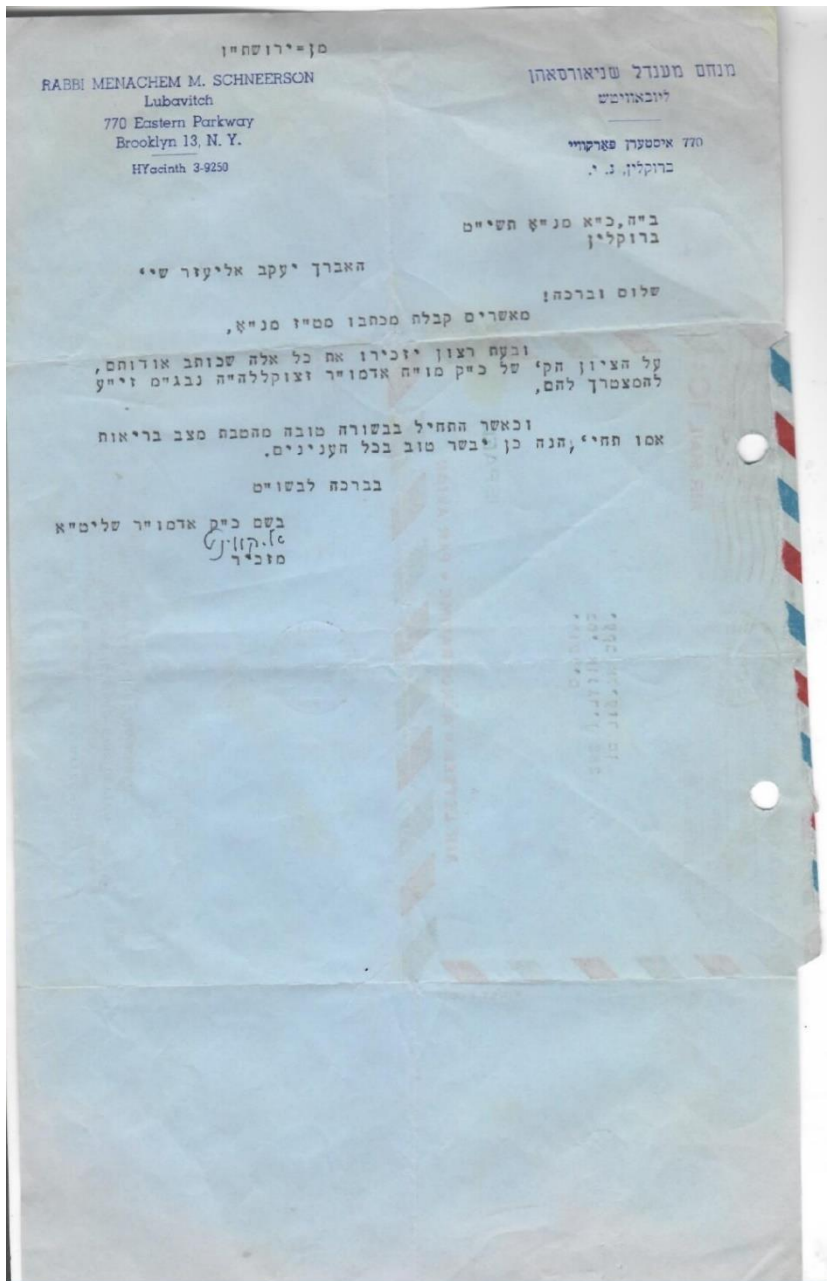 מן=ירושת"ו
RABBI MENACHEM M. SCHNEERSON
Lubavitch
770 Eastern Parkway
Brooklyn 13, N. Y.
HYacinth 3-9250
מנחם מענדל שניאורסאהן
ליובאוויטש
770 איסטערן פארקוויי
ברוקלין, נ. י.
ב"ה, כ"א מנ"א תשי"ט
ברוקלין
האברך יעקב אליעזר שי'
שלום וברכה!
מאשרים קבלת מכתבו מט"ז מנ"א,
ובעת רצון יזכירו את כל אלה שכותב אודותם,
על הציון הק' של כ"ק מו"ח אדמו"ר זצוקללה"ה נבג"מ זי"ע
להמצטרך להם,
וכאשר התחיל בבשורה טובה מהטבת מצב בריאות
אמו תחי', הנה כן יבשר טוב בכל הענינים.
בברכה לבשו"ט
בשם כ"ק אדמו"ר שליט"א
מזכיר